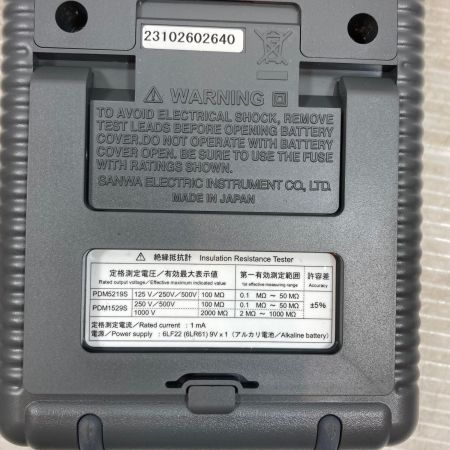 23102602640
⚠ WARNING
TO AVOID ELECTRICAL SHOCK, REMOVE
TEST LEADS BEFORE OPENING BATTERY
COVER.DO NOT OPERATE WITH BATTERY
COVER OPEN. BE SURE TO USE THE FUSE
WITH RATINGS SHOWN.
SANWA ELECTRIC INSTRUMENT CO., LTD.
MADE IN JAPAN
⚠ 絶縁抵抗計 Insulation Resistance Tester
定格測定電圧／有効最大表示値 第一有効測定範囲 許容差
Rated output voltage／Effective maximum indicated value 1st effective measuring range Accuracy
PDM5219S 125 V／250V／500V 100 MΩ 0.1 MΩ ～ 50 MΩ ±5%
PDM1529S 250 V／500V 100 MΩ 0.1 MΩ ～ 50 MΩ
1000 V 2000 MΩ 2 MΩ ～ 1000 MΩ
定格測定電流／Rated current : 1 mA
電源／Power supply : 6LF22 (6LR61) 9V x 1 (アルカリ電池／Alkaline battery)